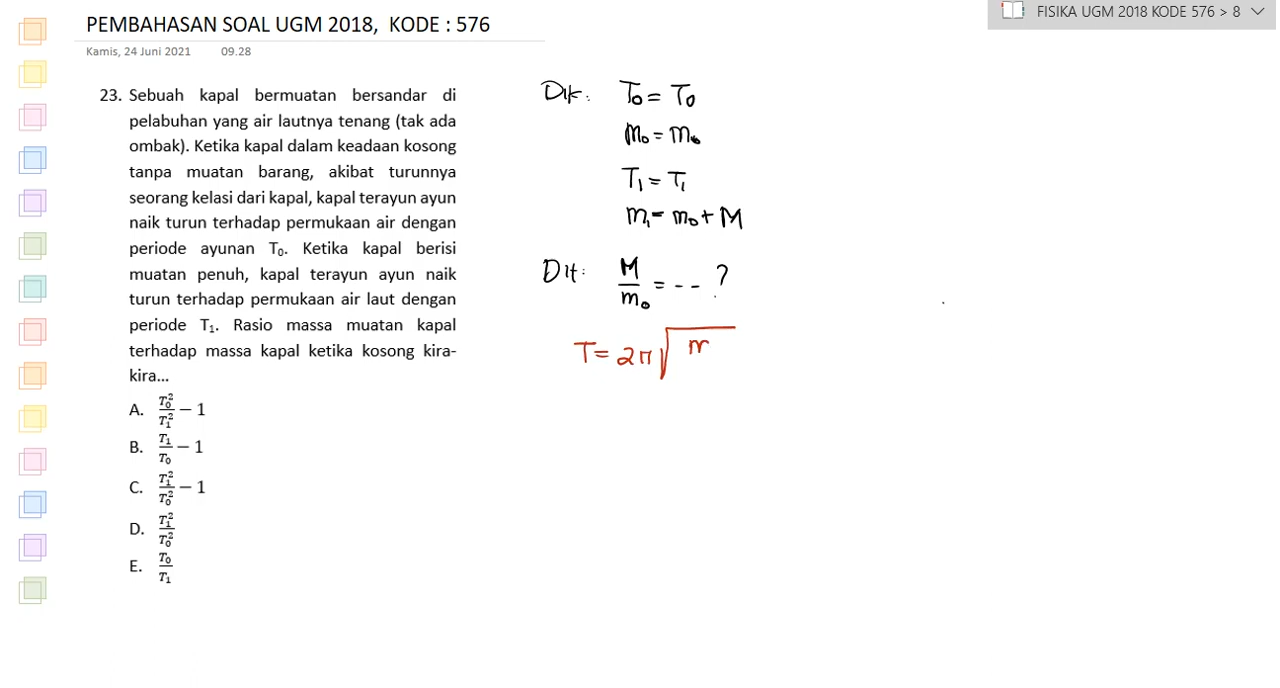 PEMBAHASAN SOAL UGM 2018, KODE : 576
Kamis, 24 Juni 2021 09.28
FISIKA UGM 2018 KODE 576 > 8
23. Sebuah kapal bermuatan bersandar di
pelabuhan yang air lautnya tenang (tak ada
ombak). Ketika kapal dalam keadaan kosong
tanpa muatan barang, akibat turunnya
seorang kelasi dari kapal, kapal terayun ayun
naik turun terhadap permukaan air dengan
periode ayunan T₀. Ketika kapal berisi
muatan penuh, kapal terayun ayun naik
turun terhadap permukaan air laut dengan
periode T₁. Rasio massa muatan kapal
terhadap massa kapal ketika kosong kira-
kira...
A. T₀²/T₁² − 1
B. T₁/T₀ − 1
C. T₁²/T₀² − 1
D. T₁²/T₀²
E. T₀/T₁
Dik: T₀ = T₀
m₀ = m₀
T₁ = T₁
m₁ = m₀ + M
Dit: M/m₀ = -- ?
T = 2π√m